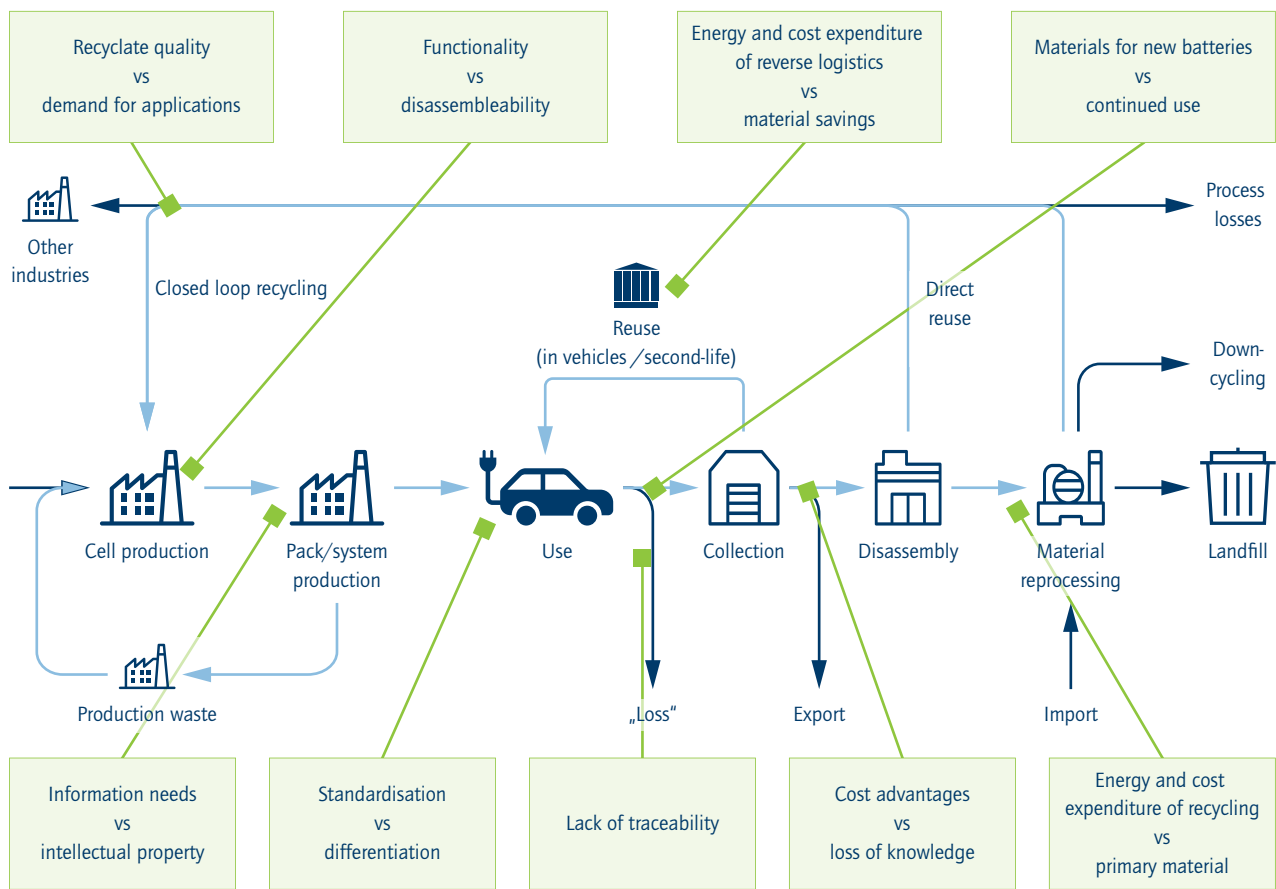 Recyclate quality
vs
demand for applications
Functionality
vs
disassembleability
Energy and cost expenditure
of reverse logistics
vs
material savings
Materials for new batteries
vs
continued use
Other
industries
Process
losses
Closed loop recycling
Reuse
(in vehicles /second-life)
Direct
reuse
Down-
cycling
Cell production
Pack/system
production
Use
Collection
Disassembly
Material
reprocessing
Landfill
Production waste
„Loss“
Export
Import
Information needs
vs
intellectual property
Standardisation
vs
differentiation
Lack of traceability
Cost advantages
vs
loss of knowledge
Energy and cost
expenditure of recycling
vs
primary material